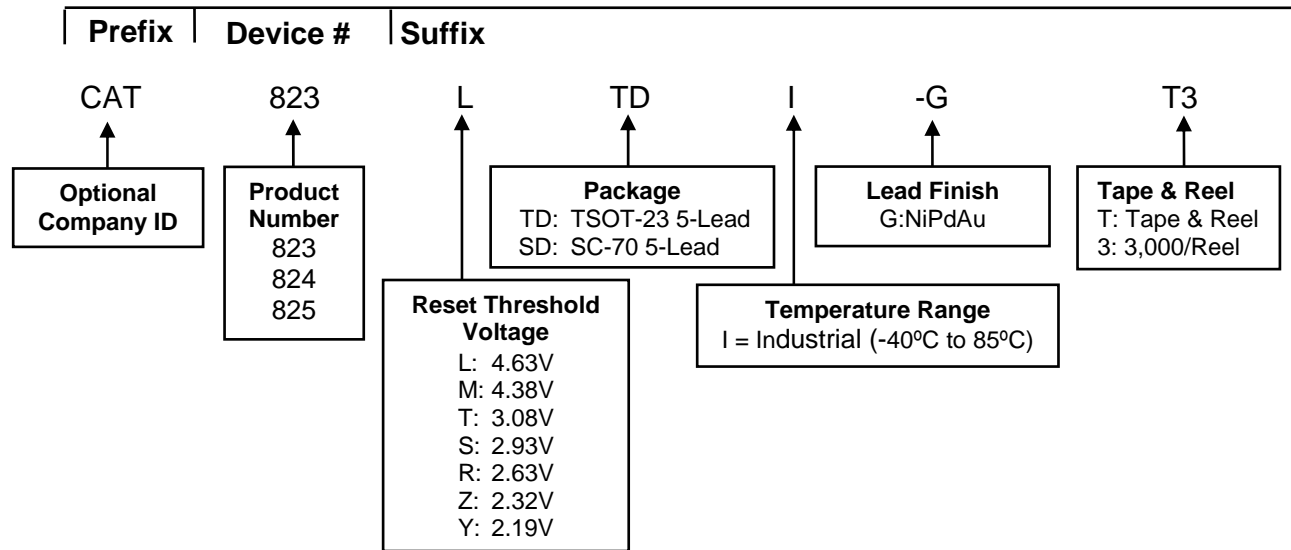 Prefix Device # Suffix
CAT 823 L TD I -G T3
Optional
Company ID
Product
Number
823
824
825
Package
TD: TSOT-23 5-Lead
SD: SC-70 5-Lead
Lead Finish
G:NiPdAu
Tape & Reel
T: Tape & Reel
3: 3,000/Reel
Reset Threshold
Voltage
L: 4.63V
M: 4.38V
T: 3.08V
S: 2.93V
R: 2.63V
Z: 2.32V
Y: 2.19V
Temperature Range
I = Industrial (-40ºC to 85ºC)